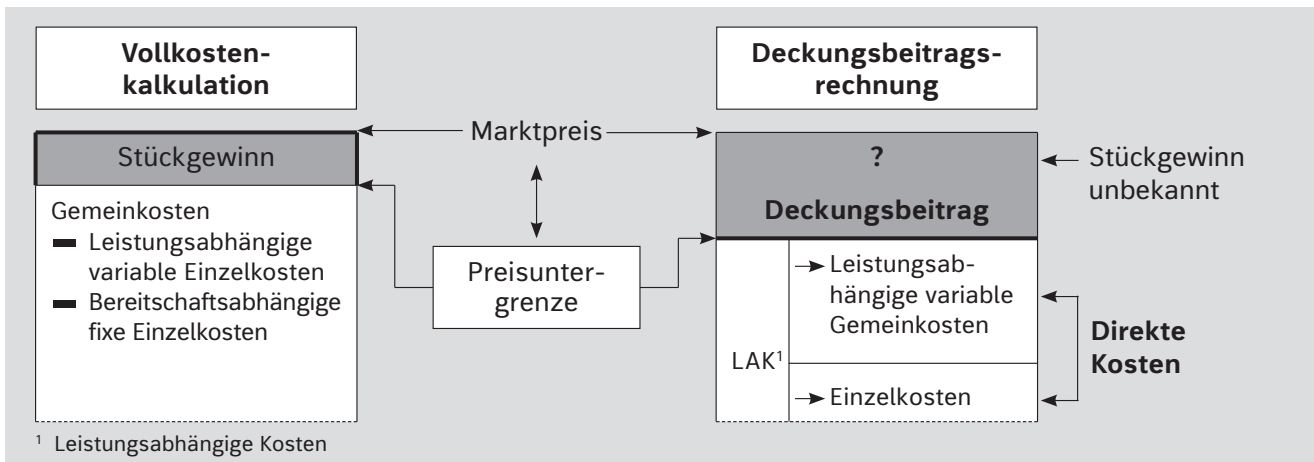 Vollkosten-
kalkulation
Deckungsbeitrags-
rechnung
Marktpreis
Stückgewinn
?
Deckungsbeitrag
Stückgewinn
unbekannt
Gemeinkosten
Leistungsabhängige
variable Einzelkosten
Bereitschaftsabhängige
fixe Einzelkosten
Preisunter-
grenze
LAK¹
Leistungsab-
hängige variable
Gemeinkosten
Einzelkosten
Direkte
Kosten
¹ Leistungsabhängige Kosten